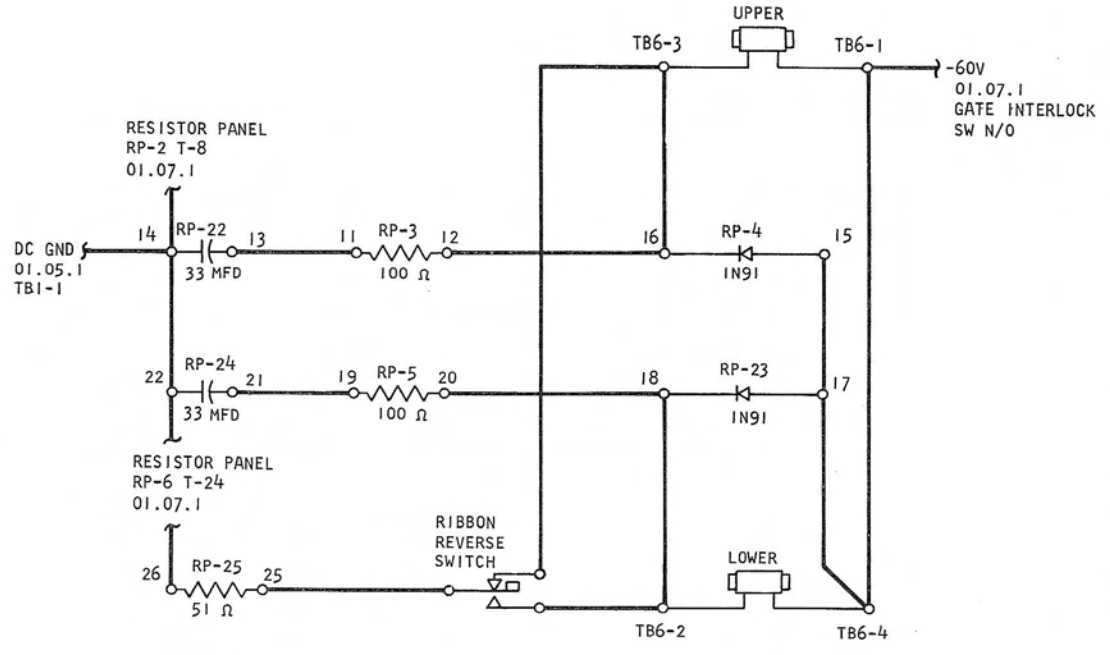 UPPER
TB6-3
TB6-1
-60V
01.07.1
GATE INTERLOCK
SW N/O
RESISTOR PANEL
RP-2 T-8
01.07.1
DC GND
01.05.1
TB1-1
14
RP-22
33 MFD
13
11
RP-3
100 Ω
12
16
RP-4
1N91
15
22
RP-24
33 MFD
21
19
RP-5
100 Ω
20
18
RP-23
1N91
17
RESISTOR PANEL
RP-6 T-24
01.07.1
26
RP-25
51 Ω
25
RIBBON
REVERSE
SWITCH
LOWER
TB6-2
TB6-4